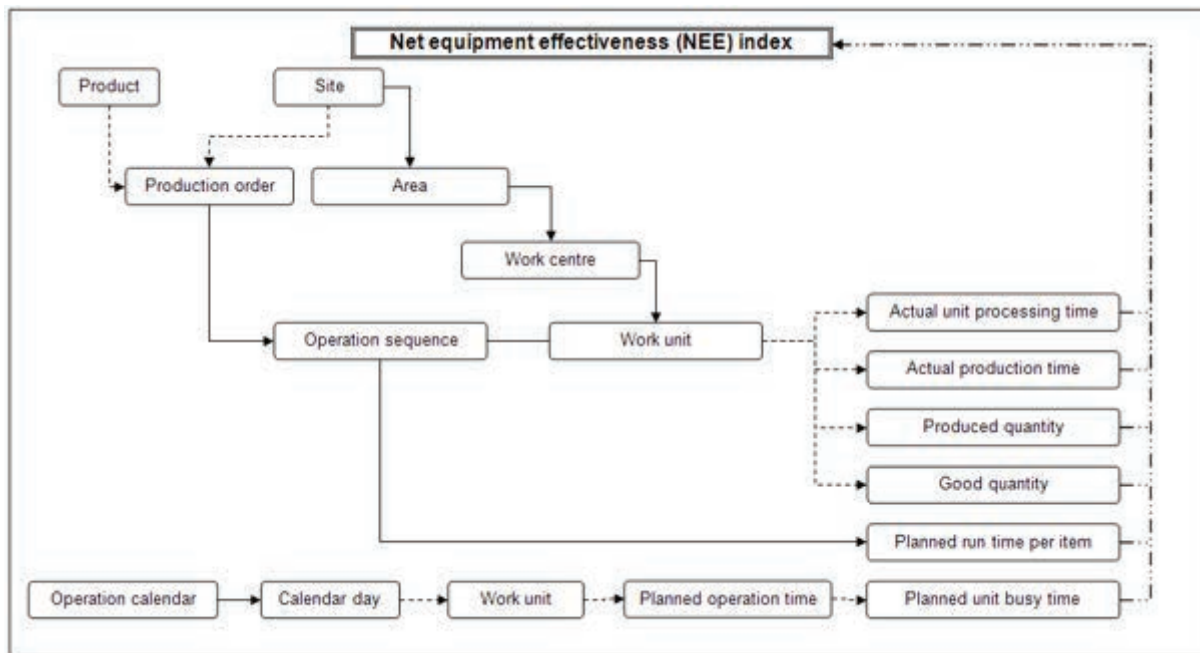 Net equipment effectiveness (NEE) index
Product
Site
Production order
Area
Work centre
Actual unit processing time
Operation sequence
Work unit
Actual production time
Produced quantity
Good quantity
Planned run time per item
Operation calendar
Calendar day
Work unit
Planned operation time
Planned unit busy time